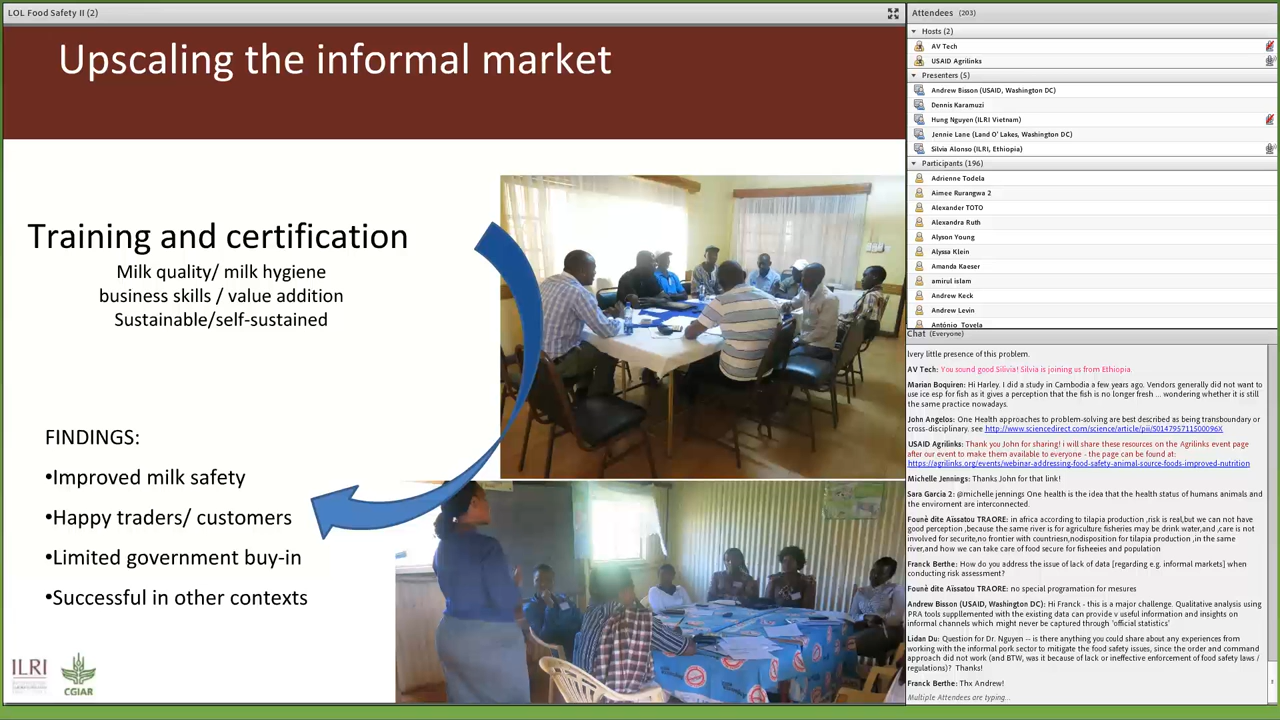 LOL Food Safety II (2)
Upscaling the informal market
Training and certification
Milk quality/ milk hygiene
business skills / value addition
Sustainable/self-sustained
FINDINGS:
•Improved milk safety
•Happy traders/ customers
•Limited government buy-in
•Successful in other contexts
ILRI
CGIAR
Attendees (203)
Hosts (2)
AV Tech
USAID Agrilinks
Presenters (5)
Andrew Bisson (USAID, Washington DC)
Dennis Karamuzi
Hung Nguyen (ILRI Vietnam)
Jennie Lane (Land O' Lakes, Washington DC)
Silvia Alonso (ILRI, Ethiopia)
Participants (196)
Adrienne Todela
Aimee Rurangwa 2
Alexander TOTO
Alexandra Ruth
Alyson Young
Alyssa Klein
Amanda Kaeser
amirul islam
Andrew Keck
Andrew Levin
António Tovela
Chat (Everyone)
lvery little presence of this problem.
AV Tech: You sound good Silivia! Silvia is joining us from Ethiopia.
Marian Boquiren: Hi Harley. I did a study in Cambodia a few years ago. Vendors generally did not want to
use ice esp for fish as it gives a perception that the fish is no longer fresh ... wondering whether it is still
the same practice nowadays.
John Angelos: One Health approaches to problem-solving are best described as being transboundary or
cross-disciplinary. see http://www.sciencedirect.com/science/article/pii/S014795711500096X
USAID Agrilinks: Thank you John for sharing! i will share these resources on the Agrilinks event page
after our event to make them available to everyone - the page can be found at:
https://agrilinks.org/events/webinar-addressing-food-safety-animal-source-foods-improved-nutrition
Michelle Jennings: Thanks John for that link!
Sara Garcia 2: @michelle jennings One health is the idea that the health status of humans animals and
the enviroment are interconnected.
Founè dite Aïssatou TRAORE: in africa according to tilapia production ,risk is real,but we can not have
good perception ,because the same river is for agriculture fisheries may be drink water,and ,care is not
involved for securite,no frontier with countriesn,nodisposition for tilapia production ,in the same
river,and how we can take care of food secure for fisheeies and population
Franck Berthe: How do you address the issue of lack of data [regarding e.g. informal markets] when
conducting risk assessment?
Founè dite Aïssatou TRAORE: no special programation for mesures
Andrew Bisson (USAID, Washington DC): Hi Franck - this is a major challenge. Qualitative analysis using
PRA tools suppllemented with the existing data can provide v useful information and insights on
informal channels which might never be captured through 'official statistics'
Lidan Du: Question for Dr. Nguyen -- is there anything you could share about any experiences from
working with the informal pork sector to mitigate the food safety issues, since the order and command
approach did not work (and BTW, was it because of lack or ineffective enforcement of food safety laws /
regulations)? Thanks!
Franck Berthe: Thx Andrew!
Multiple Attendees are typing...